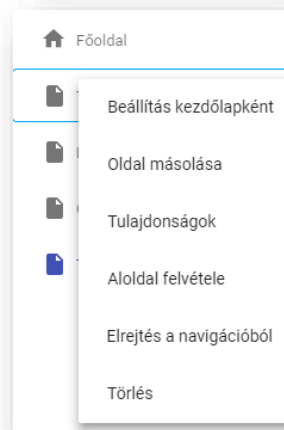 Főoldal
Beállítás kezdőlapként
Oldal másolása
Tulajdonságok
Aloldal felvétele
Elrejtés a navigációból
Törlés